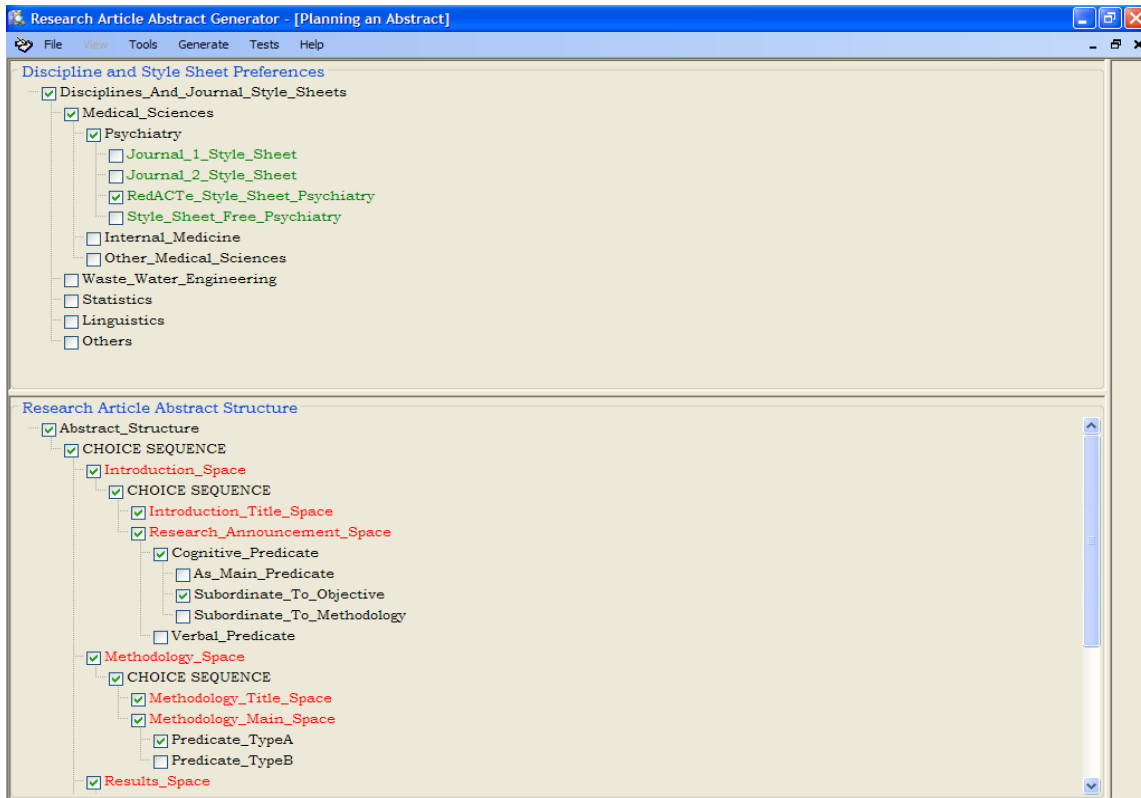 Research Article Abstract Generator - [Planning an Abstract]
File View Tools Generate Tests Help
Discipline and Style Sheet Preferences
Disciplines_And_Journal_Style_Sheets
Medical_Sciences
Psychiatry
Journal_1_Style_Sheet
Journal_2_Style_Sheet
RedACTe_Style_Sheet_Psychiatry
Style_Sheet_Free_Psychiatry
Internal_Medicine
Other_Medical_Sciences
Waste_Water_Engineering
Statistics
Linguistics
Others
Research Article Abstract Structure
Abstract_Structure
CHOICE SEQUENCE
Introduction_Space
CHOICE SEQUENCE
Introduction_Title_Space
Research_Announcement_Space
Cognitive_Predicate
As_Main_Predicate
Subordinate_To_Objective
Subordinate_To_Methodology
Verbal_Predicate
Methodology_Space
CHOICE SEQUENCE
Methodology_Title_Space
Methodology_Main_Space
Predicate_TypeA
Predicate_TypeB
Results_Space